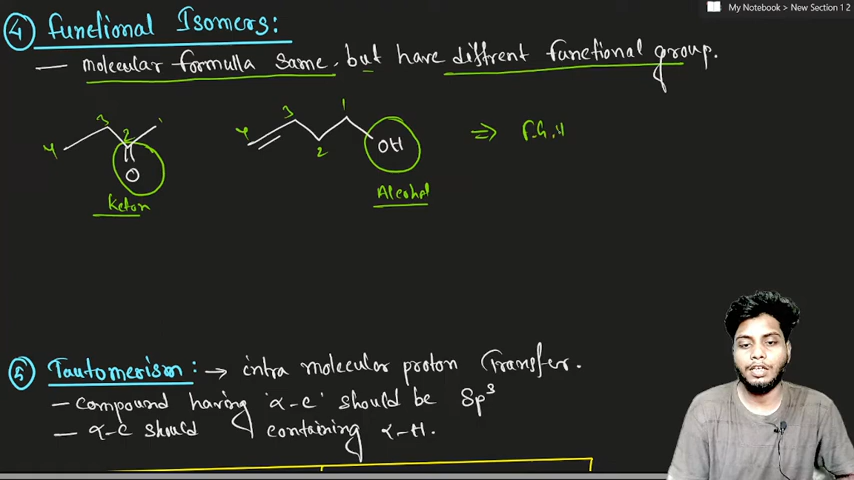 My Notebook > New Section 1 2
4 Functional Isomers:
— molecular formulla same, but have diffrent functional group.
4 3 2 1 O
Keton
4 3 2 1 OH
Alcohol
⇒ F.G.I
5 Tautomerism : → intra molecular proton Transfer.
- compound having 'α-c' should be Sp³
- α-c should containing α-H.